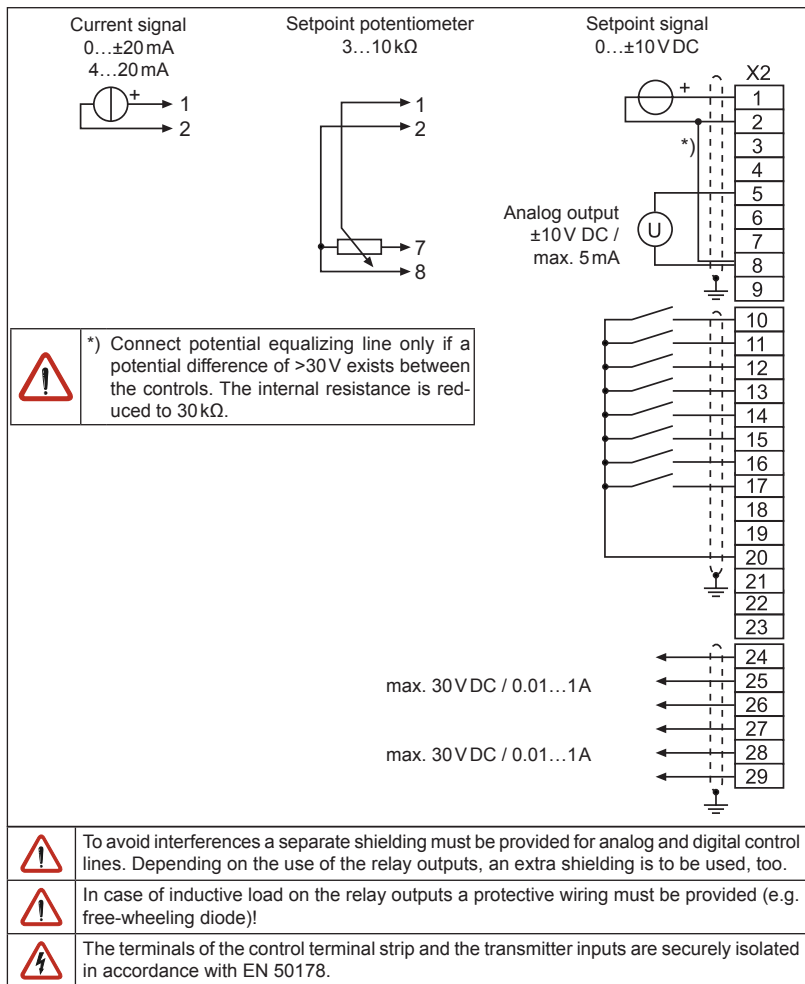 Current signal
0…±20 mA
4…20 mA
+
1
2
Setpoint potentiometer
3…10 kΩ
1
2
7
8
Setpoint signal
0…±10 V DC
+
*)
Analog output
±10 V DC /
max. 5 mA
U
X2
1
2
3
4
5
6
7
8
9
10
11
12
13
14
15
16
17
18
19
20
21
22
23
24
25
26
27
28
29
*) Connect potential equalizing line only if a
potential difference of >30 V exists between
the controls. The internal resistance is red-
uced to 30 kΩ.
max. 30 V DC / 0.01…1 A
max. 30 V DC / 0.01…1 A
To avoid interferences a separate shielding must be provided for analog and digital control
lines. Depending on the use of the relay outputs, an extra shielding is to be used, too.
In case of inductive load on the relay outputs a protective wiring must be provided (e.g.
free-wheeling diode)!
The terminals of the control terminal strip and the transmitter inputs are securely isolated
in accordance with EN 50178.